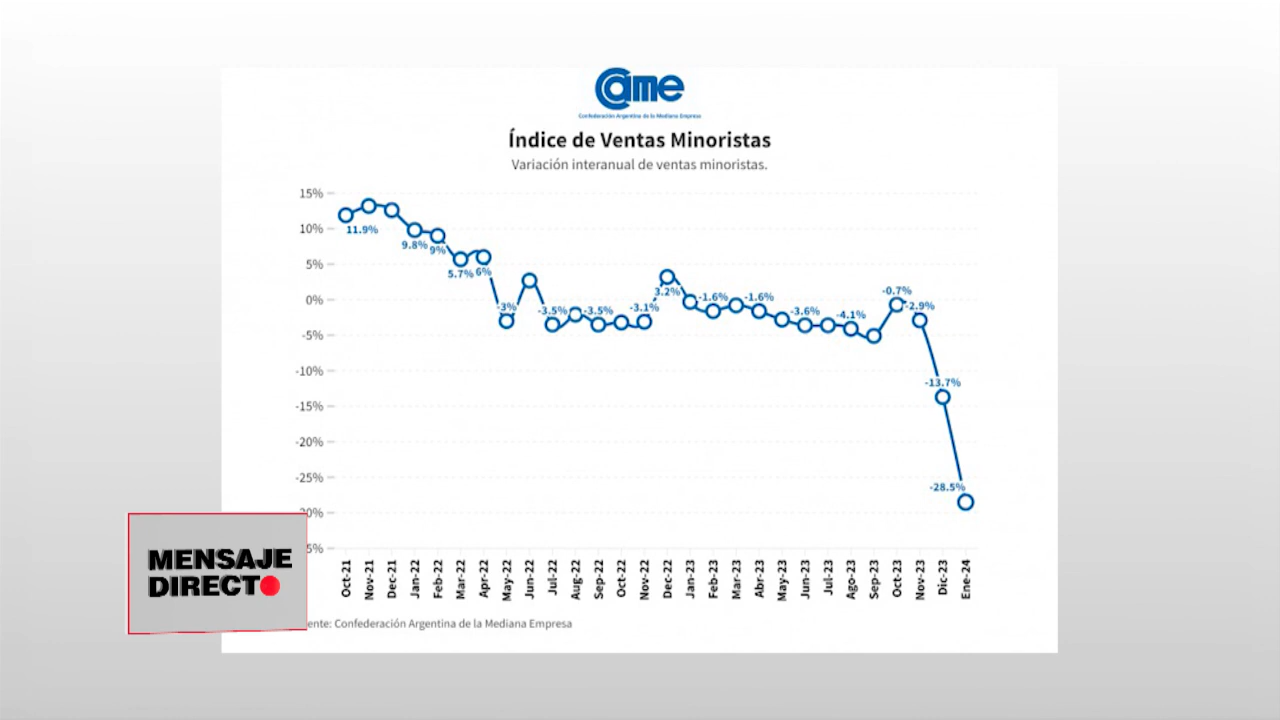 Came
Confederación Argentina de la Mediana Empresa
Índice de Ventas Minoristas
Variación interanual de ventas minoristas.
15%
10%
5%
0%
-5%
-10%
-15%
-20%
-25%
11.9%
9.8%
9%
5.7%
6%
-3%
-3.5%
-3.5%
-3.1%
3.2%
-1.6%
-1.6%
-3.6%
-4.1%
-0.7%
-2.9%
-13.7%
-28.5%
Oct-21
Nov-21
Dec-21
Jan-22
Feb-22
Mar-22
Apr-22
May-22
Jun-22
Jul-22
Aug-22
Sep-22
Oct-22
Nov-22
Dec-22
Jan-23
Feb-23
Mar-23
Abr-23
May-23
Jun-23
Jul-23
Ago-23
Sep-23
Oct-23
Nov-23
Dic-23
Ene-24
Confederación Argentina de la Mediana Empresa
MENSAJE
DIRECTO